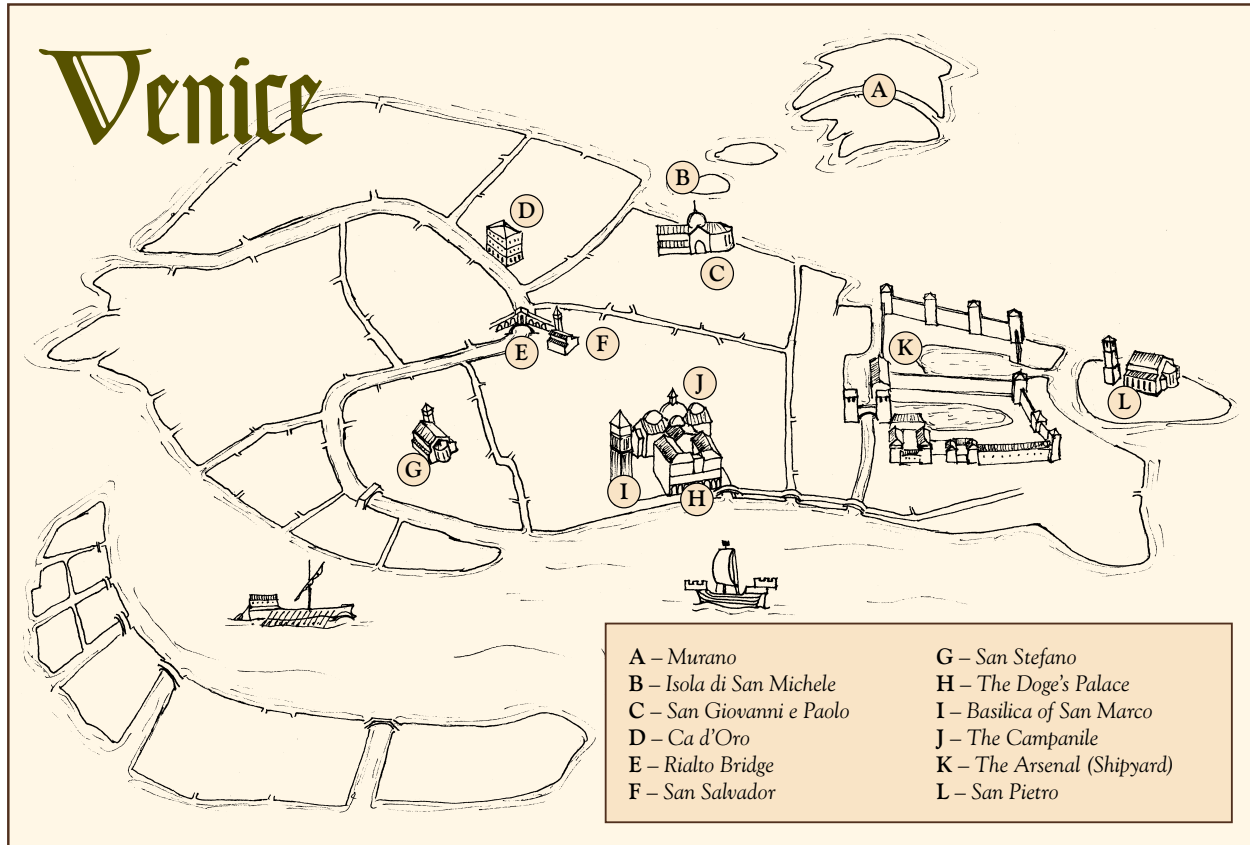 Venice
A
B
D
C
E
F
K
J
L
G
I
H
A – Murano
B – Isola di San Michele
C – San Giovanni e Paolo
D – Ca d'Oro
E – Rialto Bridge
F – San Salvador
G – San Stefano
H – The Doge's Palace
I – Basilica of San Marco
J – The Campanile
K – The Arsenal (Shipyard)
L – San Pietro